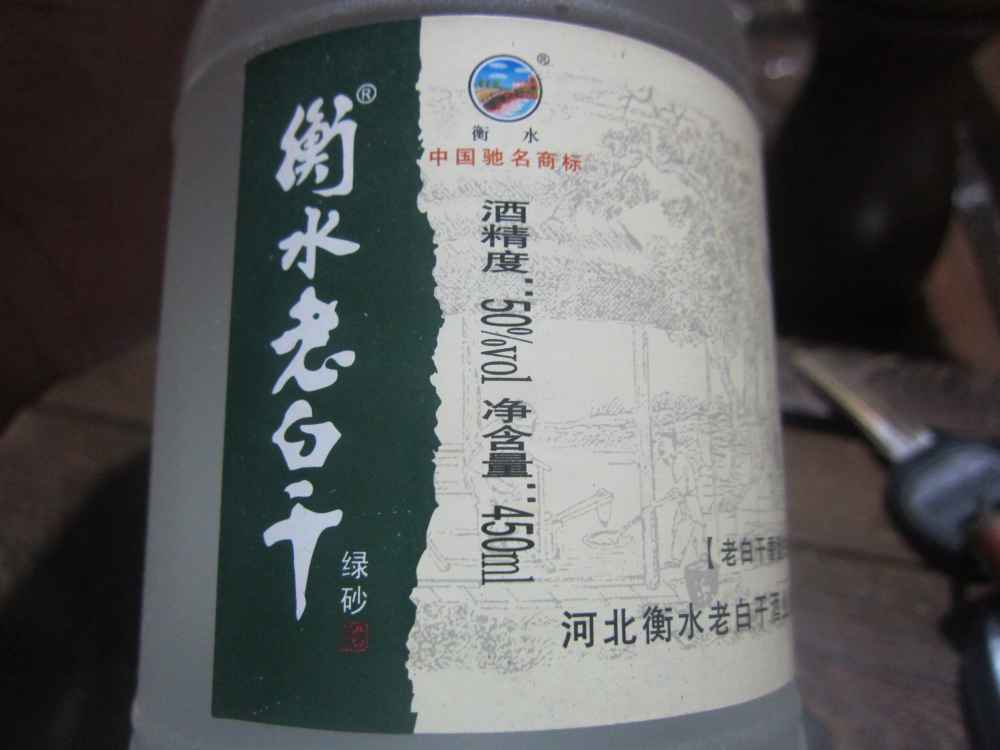 衡水老白干®
绿砂
®
衡 水
中国驰名商标
酒精度:50%vol 净含量:450ml
【老白干
河北衡水老白干酒